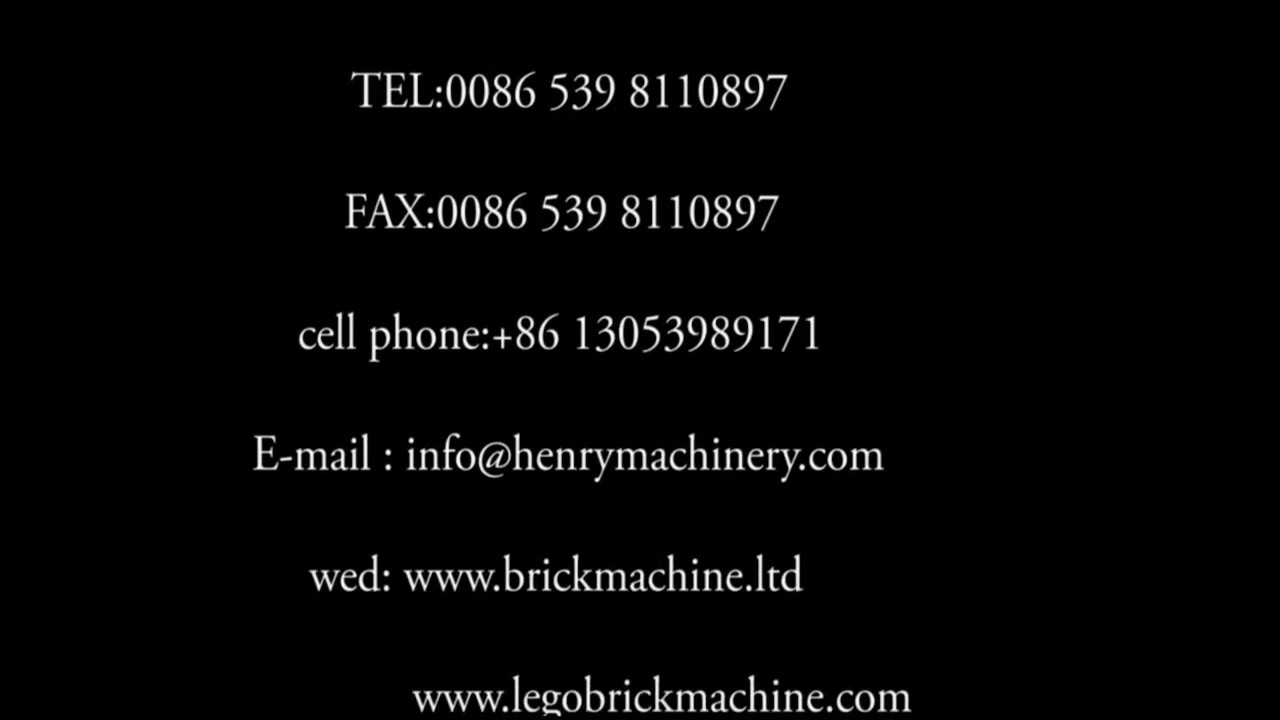 TEL:0086 539 8110897
FAX:0086 539 8110897
cell phone:+86 13053989171
E-mail : info@henrymachinery.com
wed: www.brickmachine.ltd
www.legobrickmachine.com